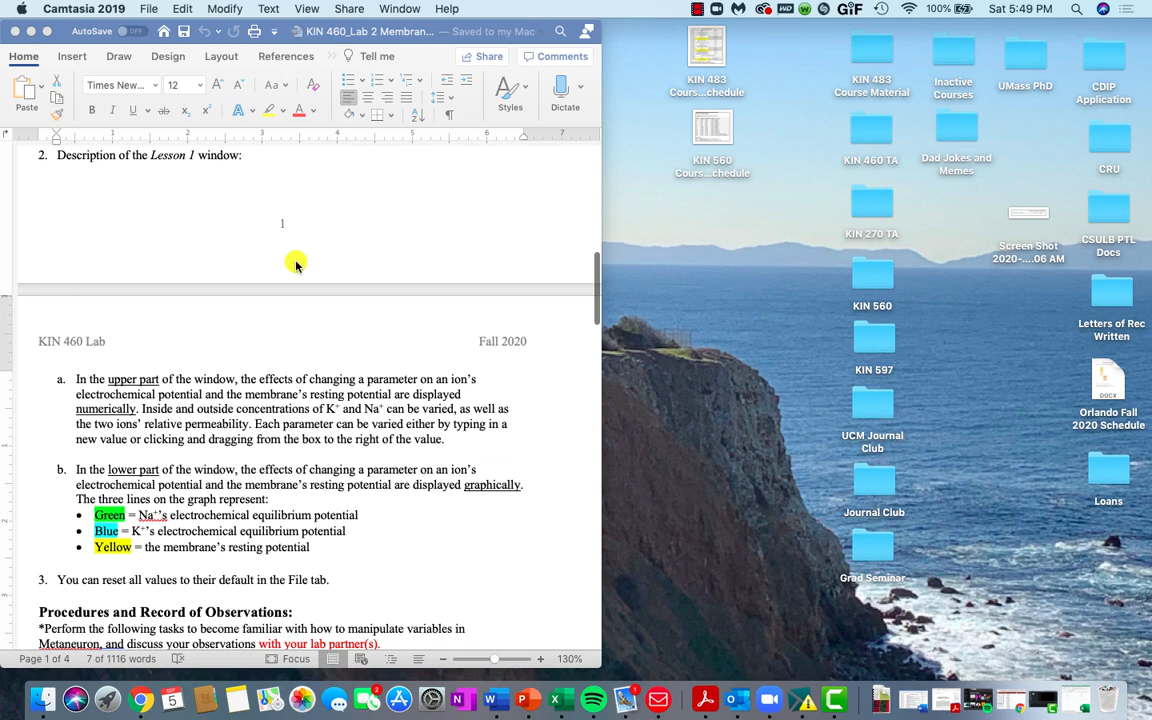 Camtasia 2019 File Edit Modify Text View Share Window Help 100% Sat 5:49 PM
AutoSave OFF KIN 460_Lab 2 Membran... — Saved to my Mac
Home Insert Draw Design Layout References Tell me Share Comments
Paste Times New... 12 Aa Styles Dictate
B I U ab x₂ x² A A
1 2 3 4 5 6 7
2. Description of the Lesson 1 window:
1
KIN 460 Lab Fall 2020
a. In the upper part of the window, the effects of changing a parameter on an ion's
electrochemical potential and the membrane's resting potential are displayed
numerically. Inside and outside concentrations of K⁺ and Na⁺ can be varied, as well as
the two ions' relative permeability. Each parameter can be varied either by typing in a
new value or clicking and dragging from the box to the right of the value.
b. In the lower part of the window, the effects of changing a parameter on an ion's
electrochemical potential and the membrane's resting potential are displayed graphically.
The three lines on the graph represent:
• Green = Na⁺'s electrochemical equilibrium potential
• Blue = K⁺'s electrochemical equilibrium potential
• Yellow = the membrane's resting potential
3. You can reset all values to their default in the File tab.
Procedures and Record of Observations:
*Perform the following tasks to become familiar with how to manipulate variables in
Metaneuron, and discuss your observations with your lab partner(s).
Page 1 of 4 7 of 1116 words Focus 130%
KIN 483
Cours...chedule
KIN 560
Cours...chedule
KIN 483
Course Material
KIN 460 TA
KIN 270 TA
KIN 560
KIN 597
UCM Journal
Club
Journal Club
Grad Seminar
Inactive
Courses
Dad Jokes and
Memes
UMass PhD
Screen Shot
2020-....06 AM
CDIP
Application
CRU
CSULB PTL
Docs
Letters of Rec
Written
DOCX
Orlando Fall
2020 Schedule
Loans